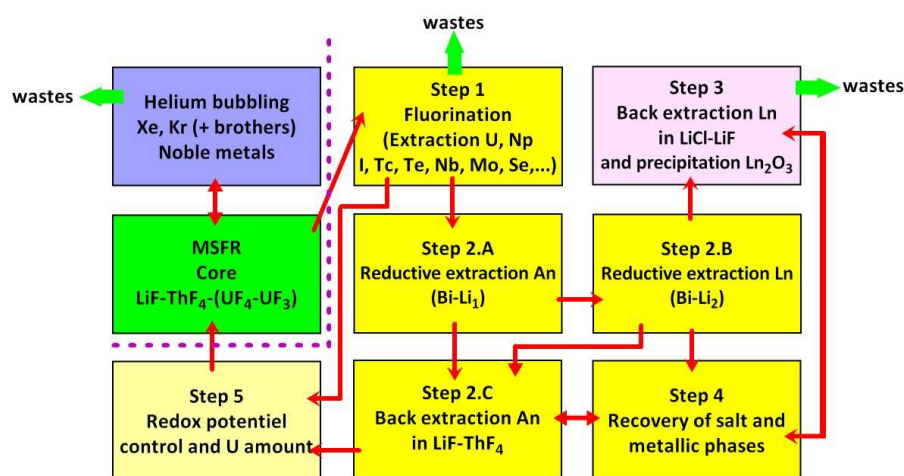 wastes
wastes
Helium bubbling
Xe, Kr (+ brothers)
Noble metals
Step 1
Fluorination
(Extraction U, Np
I, Tc, Te, Nb, Mo, Se,...)
Step 3
Back extraction Ln
in LiCl-LiF
and precipitation Ln₂O₃
wastes
MSFR
Core
LiF-ThF₄-(UF₄-UF₃)
Step 2.A
Reductive extraction An
(Bi-Li₁)
Step 2.B
Reductive extraction Ln
(Bi-Li₂)
Step 5
Redox potentiel
control and U amount
Step 2.C
Back extraction An
in LiF-ThF₄
Step 4
Recovery of salt and
metallic phases